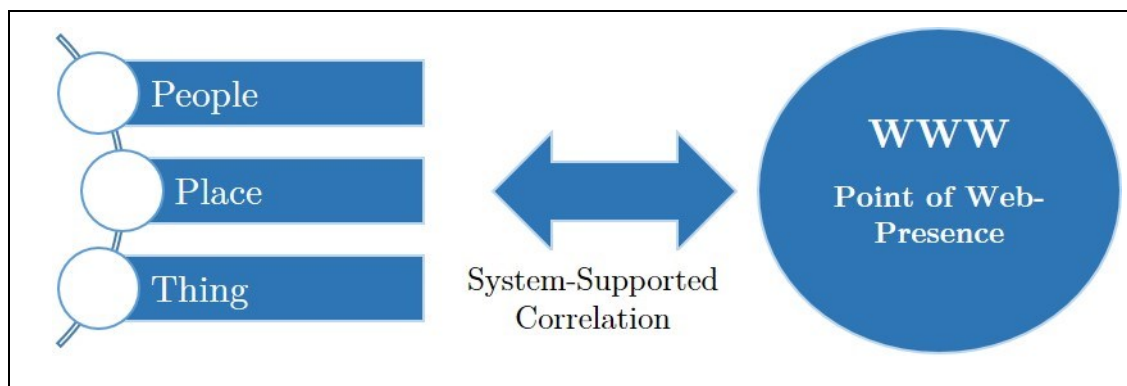 People
Place
Thing
System-Supported
Correlation
WWW
Point of Web-
Presence